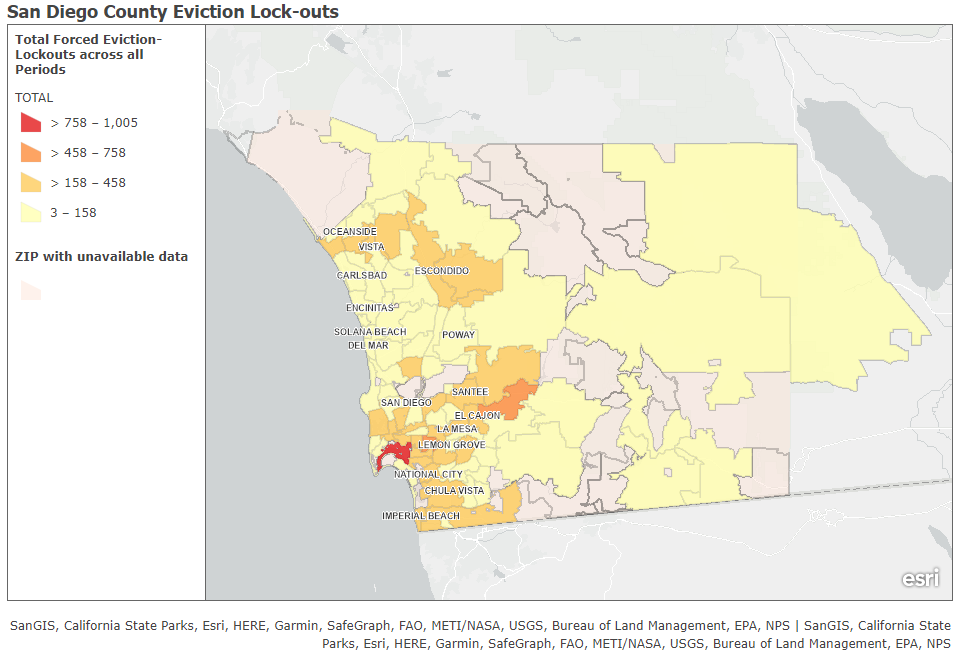 San Diego County Eviction Lock-outs
Total Forced Eviction-
Lockouts across all
Periods
TOTAL
> 758 – 1,005
> 458 – 758
> 158 – 458
3 – 158
ZIP with unavailable data
OCEANSIDE
VISTA
CARLSBAD
ESCONDIDO
ENCINITAS
SOLANA BEACH
POWAY
DEL MAR
SANTEE
SAN DIEGO
EL CAJON
LA MESA
LEMON GROVE
NATIONAL CITY
CHULA VISTA
IMPERIAL BEACH
esri
SanGIS, California State Parks, Esri, HERE, Garmin, SafeGraph, FAO, METI/NASA, USGS, Bureau of Land Management, EPA, NPS | SanGIS, California State
Parks, Esri, HERE, Garmin, SafeGraph, FAO, METI/NASA, USGS, Bureau of Land Management, EPA, NPS